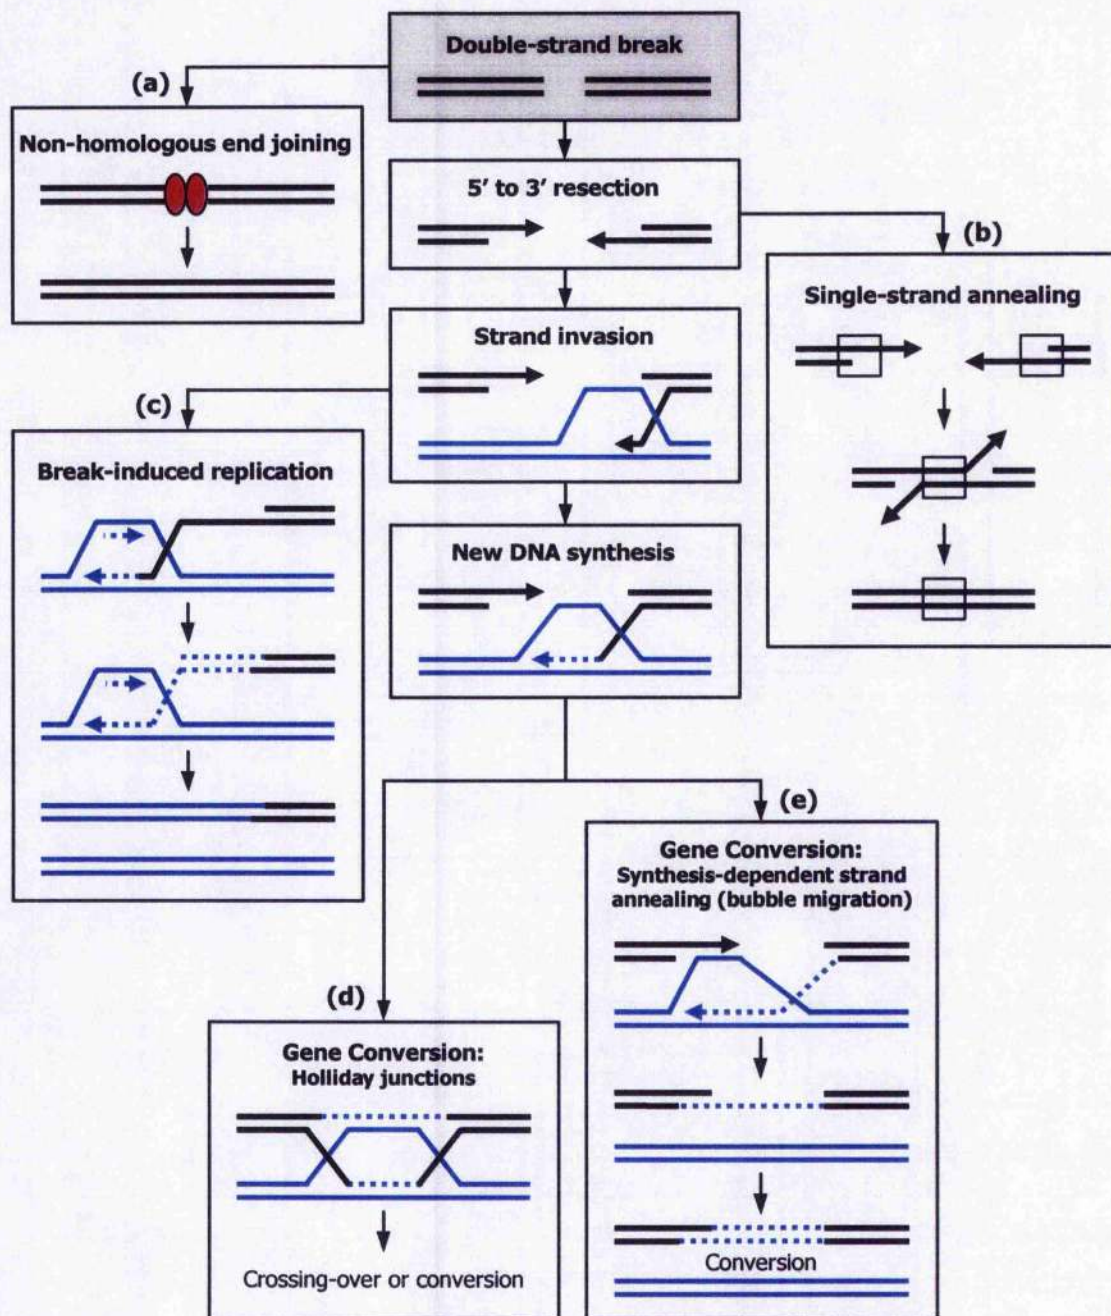 Double-strand break
(a)
Non-homologous end joining
5' to 3' resection
(b)
Single-strand annealing
Strand invasion
(c)
Break-induced replication
New DNA synthesis
(e)
Gene Conversion:
Synthesis-dependent strand
annealing (bubble migration)
Conversion
(d)
Gene Conversion:
Holliday junctions
Crossing-over or conversion